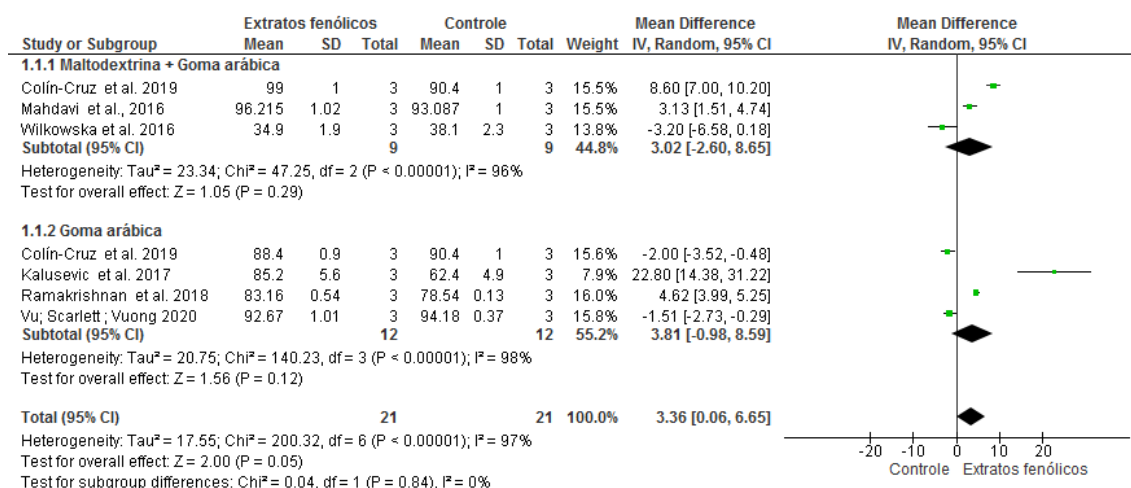 Extratos fenólicos Controle Mean Difference Mean Difference
Study or Subgroup Mean SD Total Mean SD Total Weight IV, Random, 95% CI IV, Random, 95% CI
1.1.1 Maltodextrina + Goma arábica
Colín-Cruz et al. 2019 99 1 3 90.4 1 3 15.5% 8.60 [7.00, 10.20]
Mahdavi et al., 2016 96.215 1.02 3 93.087 1 3 15.5% 3.13 [1.51, 4.74]
Wilkowska et al. 2016 34.9 1.9 3 38.1 2.3 3 13.8% -3.20 [-6.58, 0.18]
Subtotal (95% CI) 9 9 44.8% 3.02 [-2.60, 8.65]
Heterogeneity: Tau² = 23.34; Chi² = 47.25, df = 2 (P < 0.00001); I² = 96%
Test for overall effect: Z = 1.05 (P = 0.29)
1.1.2 Goma arábica
Colín-Cruz et al. 2019 88.4 0.9 3 90.4 1 3 15.6% -2.00 [-3.52, -0.48]
Kalusevic et al. 2017 85.2 5.6 3 62.4 4.9 3 7.9% 22.80 [14.38, 31.22]
Ramakrishnan et al. 2018 83.16 0.54 3 78.54 0.13 3 16.0% 4.62 [3.99, 5.25]
Vu; Scarlett; Vuong 2020 92.67 1.01 3 94.18 0.37 3 15.8% -1.51 [-2.73, -0.29]
Subtotal (95% CI) 12 12 55.2% 3.81 [-0.98, 8.59]
Heterogeneity: Tau² = 20.75; Chi² = 140.23, df = 3 (P < 0.00001); I² = 98%
Test for overall effect: Z = 1.56 (P = 0.12)
Total (95% CI) 21 21 100.0% 3.36 [0.06, 6.65]
Heterogeneity: Tau² = 17.55; Chi² = 200.32, df = 6 (P < 0.00001); I² = 97%
Test for overall effect: Z = 2.00 (P = 0.05)
Test for subgroup differences: Chi² = 0.04, df = 1 (P = 0.84), I² = 0%
-20 -10 0 10 20
Controle Extratos fenólicos